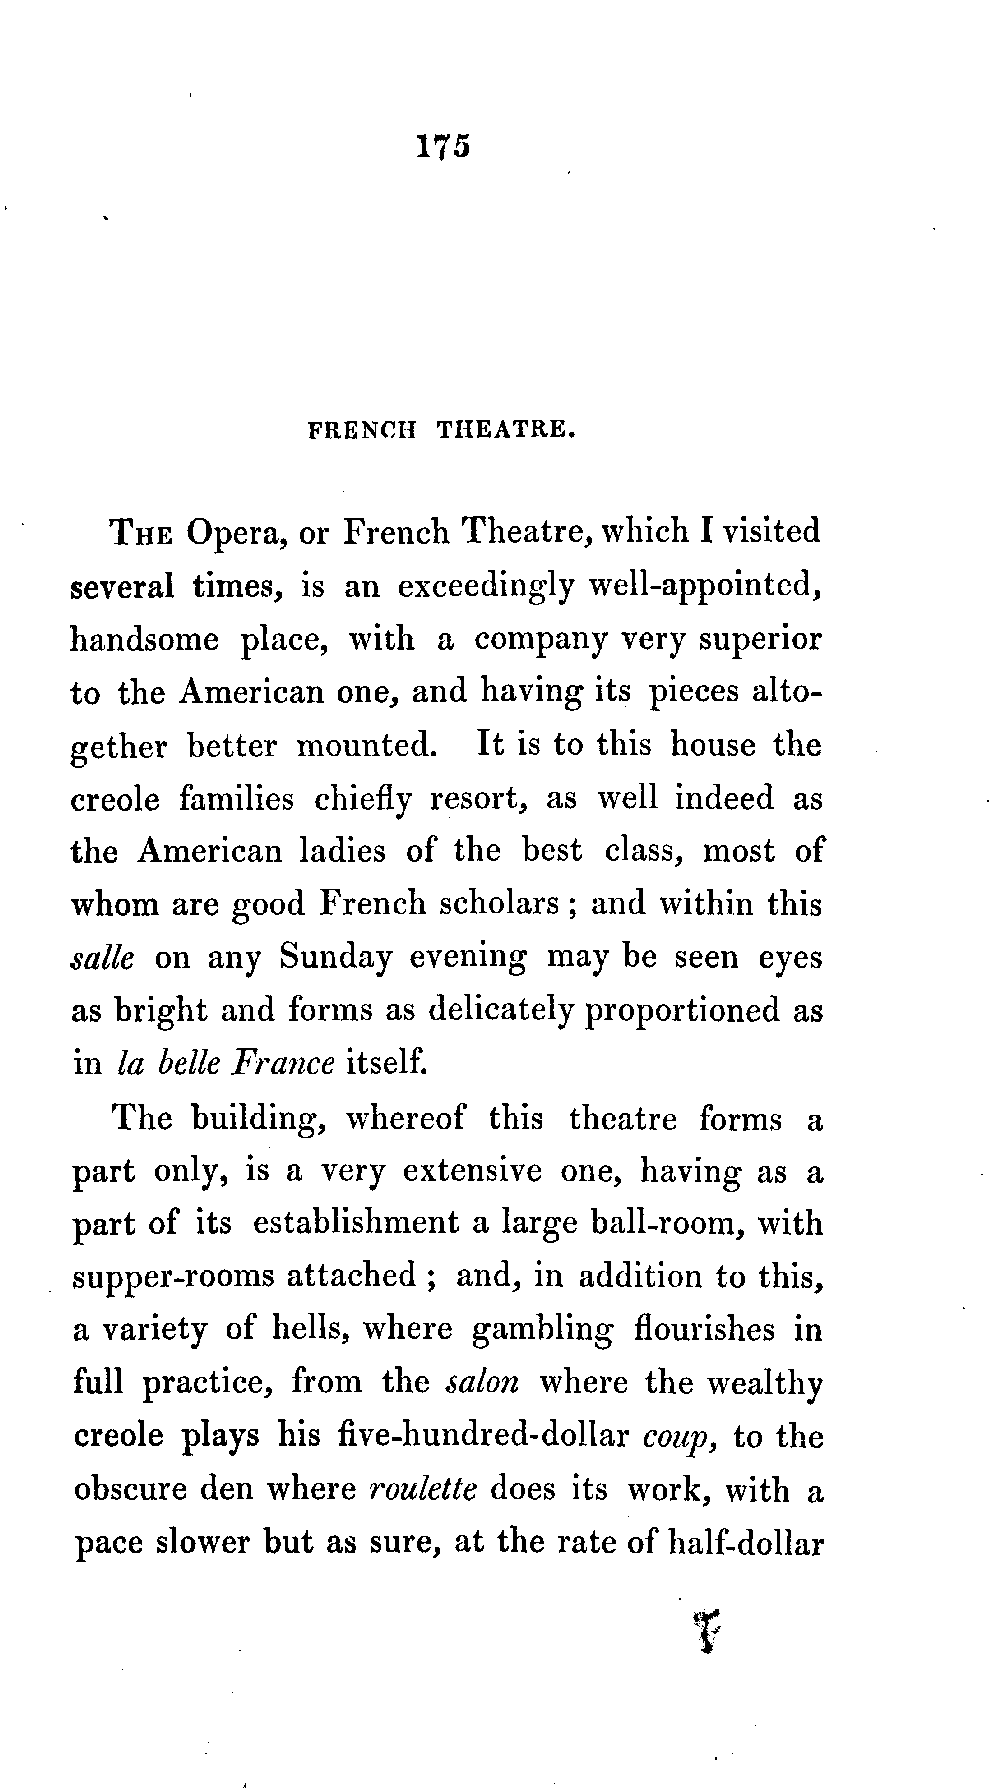 175
FRENCH THEATRE.
THE Opera, or French Theatre, which I visited
several times, is an exceedingly well-appointed,
handsome place, with a company very superior
to the American one, and having its pieces alto-
gether better mounted. It is to this house the
creole families chiefly resort, as well indeed as
the American ladies of the best class, most of
whom are good French scholars ; and within this
salle on any Sunday evening may be seen eyes
as bright and forms as delicately proportioned as
in la belle France itself.
The building, whereof this theatre forms a
part only, is a very extensive one, having as a
part of its establishment a large ball-room, with
supper-rooms attached ; and, in addition to this,
a variety of hells, where gambling flourishes in
full practice, from the salon where the wealthy
creole plays his five-hundred-dollar coup, to the
obscure den where roulette does its work, with a
pace slower but as sure, at the rate of half-dollar